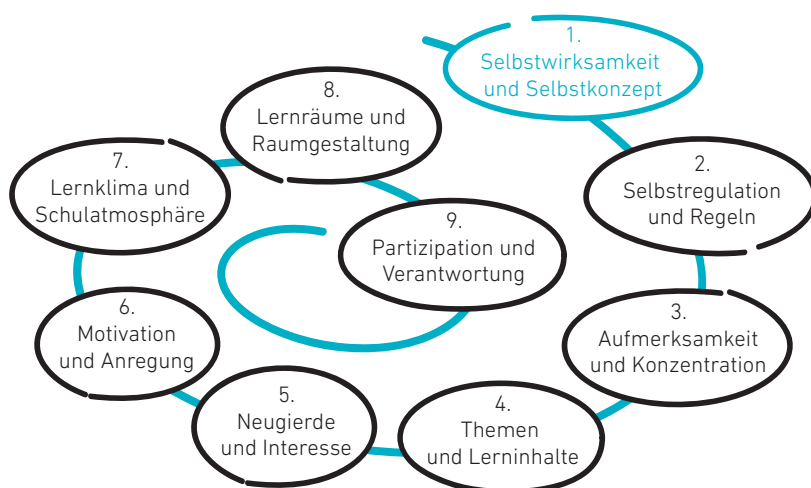 1.
Selbstwirksamkeit
und Selbstkonzept
2.
Selbstregulation
und Regeln
3.
Aufmerksamkeit
und Konzentration
4.
Themen
und Lerninhalte
5.
Neugierde
und Interesse
6.
Motivation
und Anregung
7.
Lernklima und
Schulatmosphäre
8.
Lernräume und
Raumgestaltung
9.
Partizipation und
Verantwortung